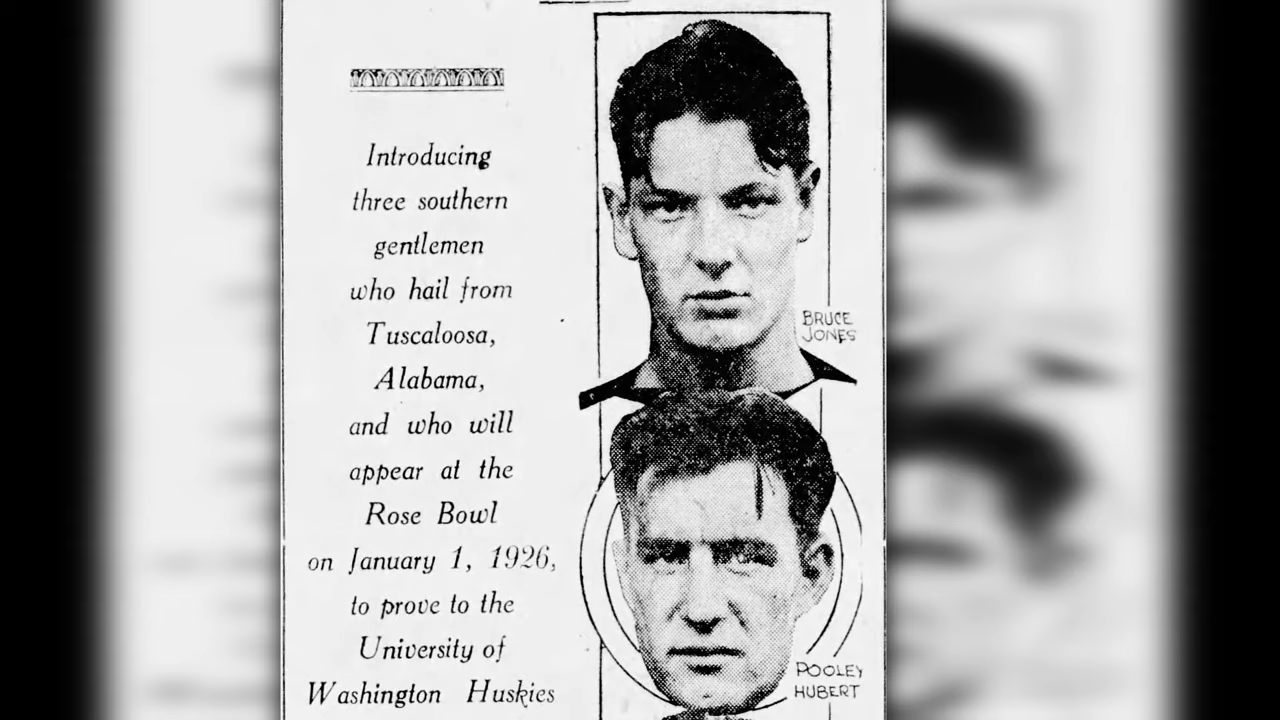 Introducing
three southern
gentlemen
who hail from
Tuscaloosa,
Alabama,
and who will
appear at the
Rose Bowl
on January 1, 1926,
to prove to the
University of
Washington Huskies
BRUCE
JONES
POOLEY
HUBERT